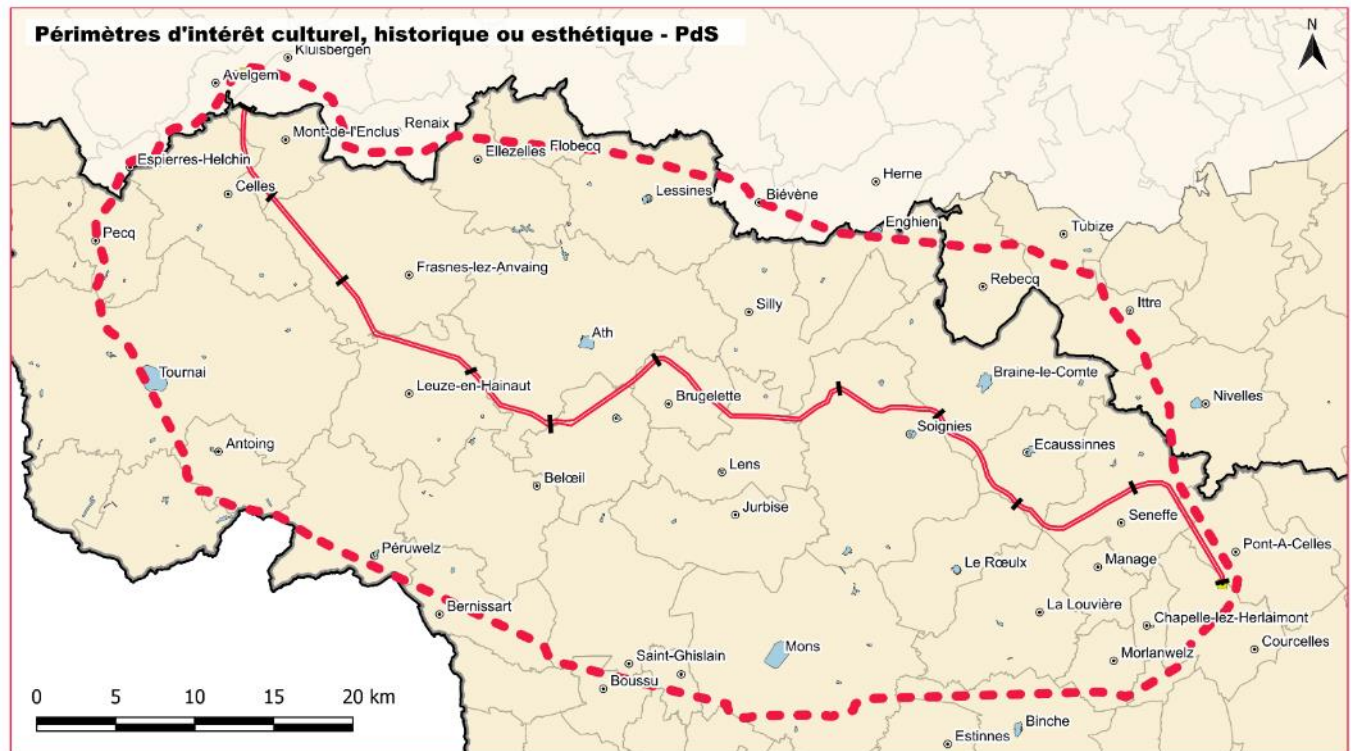 Périmètres d'intérêt culturel, historique ou esthétique - PdS
N
Kluisbergen
Avelgem
Mont-de-l'Enclus
Renaix
Espierres-Helchin
Ellezelles
Flobecq
Celles
Lessines
Biévène
Herne
Pecq
Enghien
Tubize
Frasnes-lez-Anvaing
Rebecq
Silly
Ittre
Ath
Tournai
Leuze-en-Hainaut
Brugelette
Braine-le-Comte
Nivelles
Antoing
Soignies
Ecaussinnes
Belœil
Lens
Jurbise
Seneffe
Péruwelz
Le Rœulx
Manage
Pont-A-Celles
Bernissart
La Louvière
Chapelle-lez-Herlaimont
Mons
Courcelles
Saint-Ghislain
Morlanwelz
Boussu
0 5 10 15 20 km
Binche
Estinnes